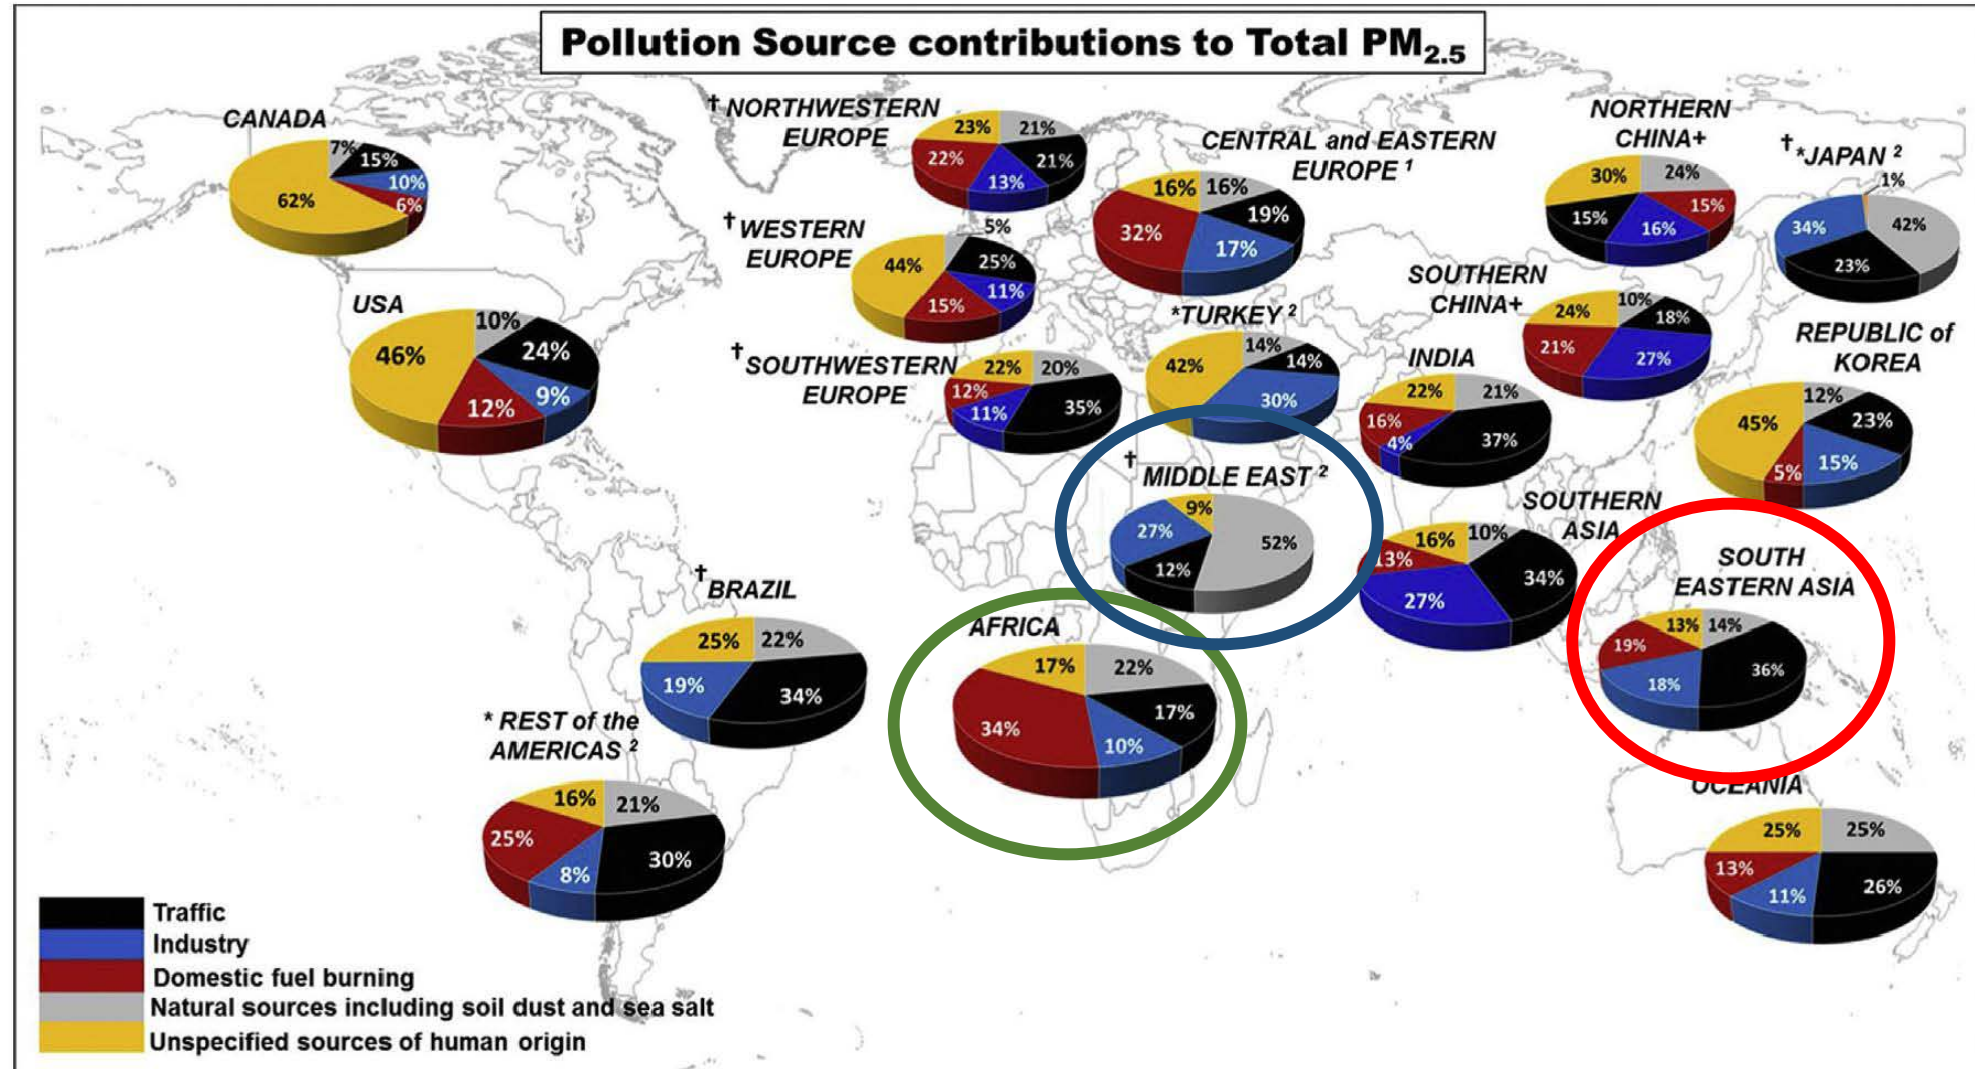 Pollution Source contributions to Total PM2.5
CANADA
7%
15%
10%
6%
62%
† NORTHWESTERN
EUROPE
23%
21%
22%
21%
13%
CENTRAL and EASTERN
EUROPE 1
16%
16%
19%
32%
17%
NORTHERN
CHINA+
30%
24%
15%
15%
16%
† *JAPAN 2
1%
34%
42%
23%
† WESTERN
EUROPE
5%
44%
25%
11%
15%
USA
10%
46%
24%
9%
12%
*TURKEY 2
14%
42%
14%
30%
SOUTHERN
CHINA+
10%
24%
18%
21%
27%
REPUBLIC of
KOREA
12%
45%
23%
5%
15%
† SOUTHWESTERN
EUROPE
22%
20%
12%
11%
35%
INDIA
22%
21%
16%
4%
37%
† MIDDLE EAST 2
9%
27%
52%
12%
SOUTHERN
ASIA
16%
10%
13%
34%
27%
SOUTH
EASTERN ASIA
13%
14%
19%
36%
18%
† BRAZIL
25%
22%
19%
34%
AFRICA
17%
22%
17%
34%
10%
* REST of the
AMERICAS 2
16%
21%
25%
30%
8%
OCEANIA
25%
25%
13%
11%
26%
Traffic
Industry
Domestic fuel burning
Natural sources including soil dust and sea salt
Unspecified sources of human origin